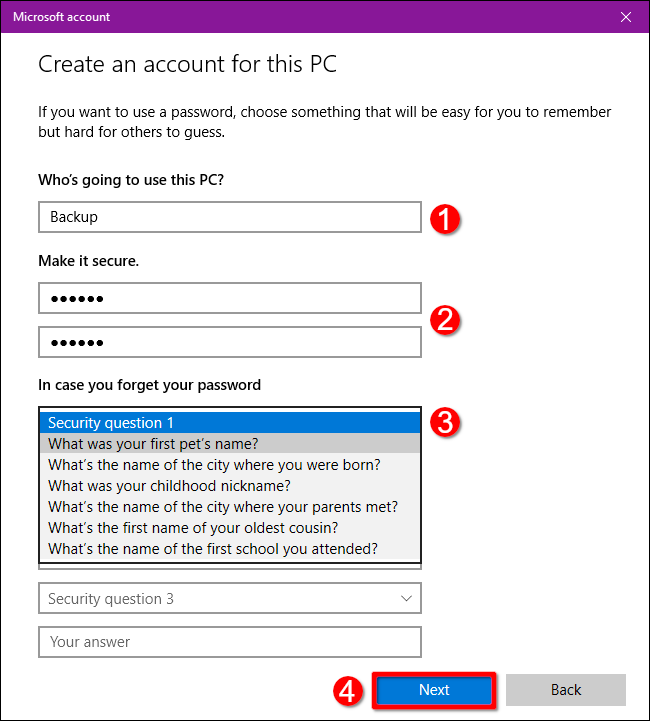 Microsoft account
Create an account for this PC
If you want to use a password, choose something that will be easy for you to remember
but hard for others to guess.
Who's going to use this PC?
Backup
1
Make it secure.
●●●●●●
2
●●●●●●
In case you forget your password
Security question 1
3
What was your first pet's name?
What's the name of the city where you were born?
What was your childhood nickname?
What's the name of the city where your parents met?
What's the first name of your oldest cousin?
What's the name of the first school you attended?
Security question 3
Your answer
4 Next Back